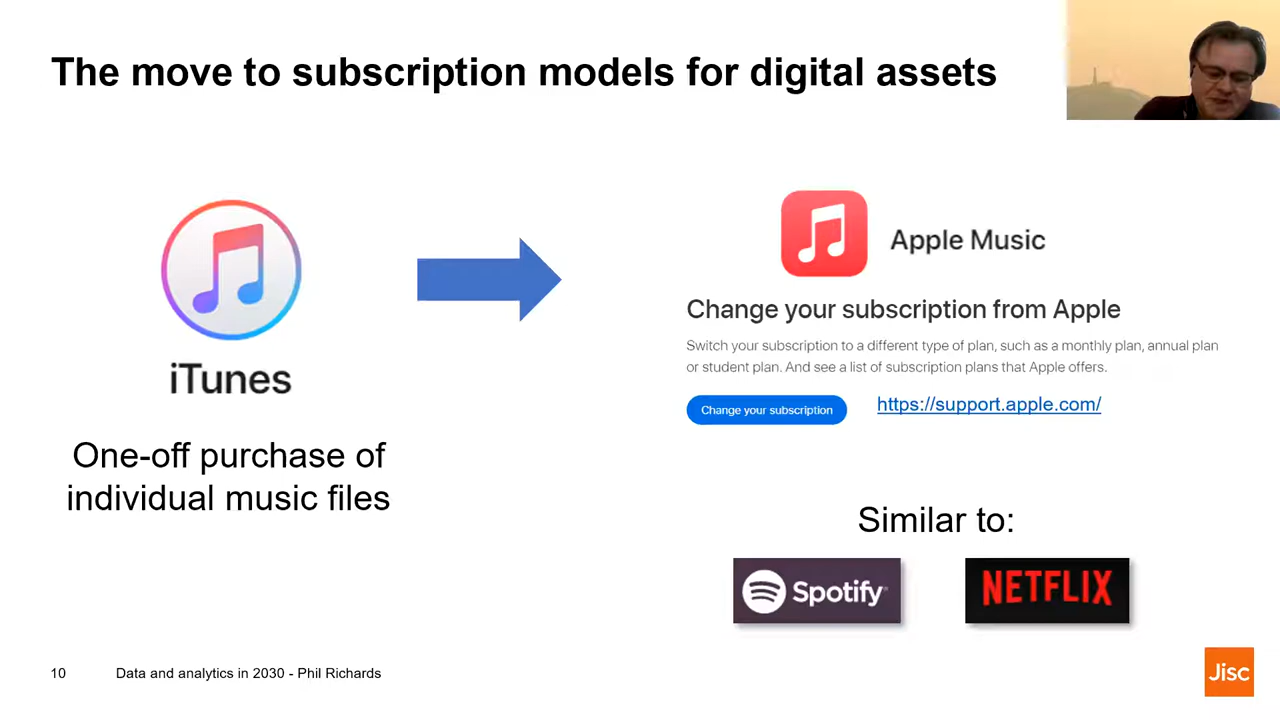 The move to subscription models for digital assets
iTunes
One-off purchase of
individual music files
Apple Music
Change your subscription from Apple
Switch your subscription to a different type of plan, such as a monthly plan, annual plan
or student plan. And see a list of subscription plans that Apple offers.
Change your subscription
https://support.apple.com/
Similar to:
Spotify
NETFLIX
10
Data and analytics in 2030 - Phil Richards
Jisc